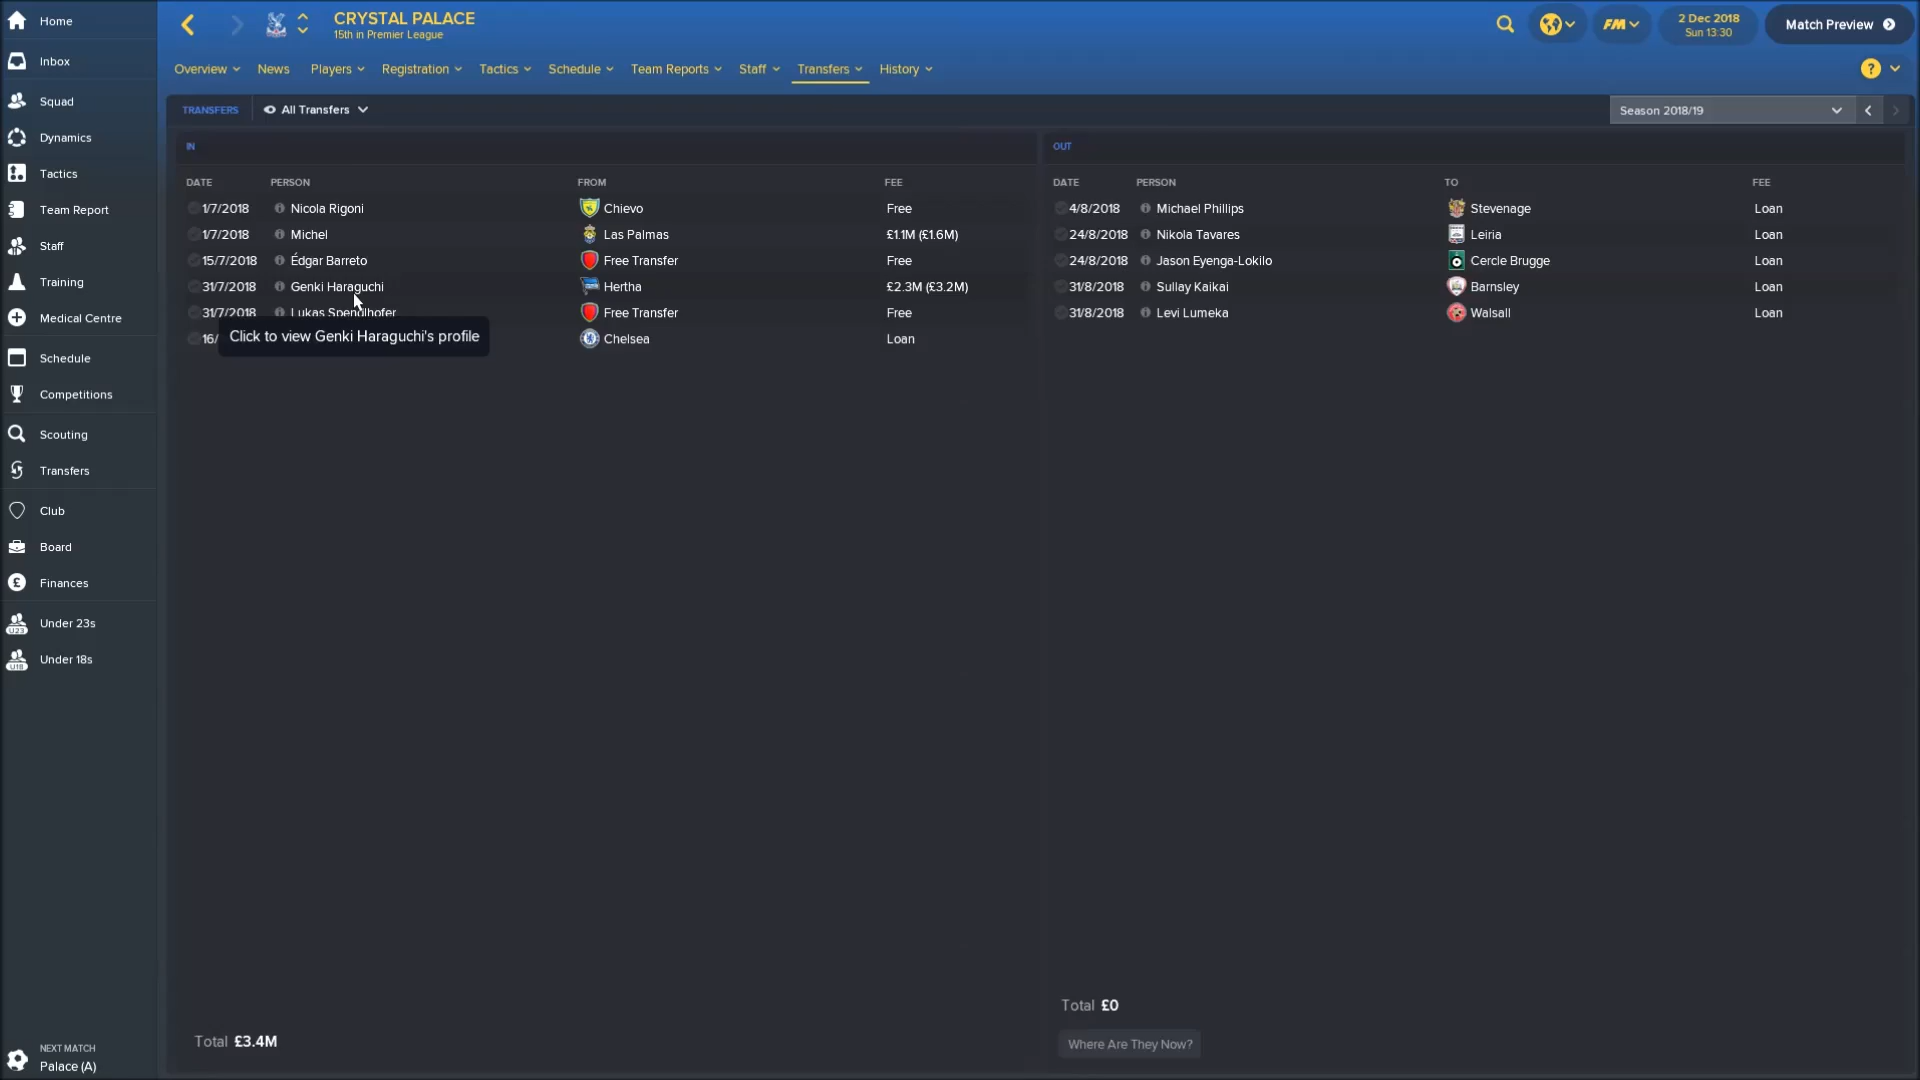 Home
Inbox
Squad
Dynamics
Tactics
Team Report
Staff
Training
Medical Centre
Schedule
Competitions
Scouting
Transfers
Club
Board
Finances
U23 Under 23s
U18 Under 18s
NEXT MATCH
Palace (A)
CRYSTAL PALACE
15th in Premier League
FM
2 Dec 2018
Sun 13:30
Match Preview
Overview News Players Registration Tactics Schedule Team Reports Staff Transfers History ?
TRANSFERS All Transfers Season 2018/19
IN
DATE PERSON FROM FEE
1/7/2018 Nicola Rigoni Chievo Free
1/7/2018 Michel Las Palmas £1.1M (£1.6M)
15/7/2018 Édgar Barreto Free Transfer Free
31/7/2018 Genki Haraguchi Hertha £2.3M (£3.2M)
31/7/2018 Lukas Spendlhofer Free Transfer Free
16/ Chelsea Loan
Click to view Genki Haraguchi's profile
Total £3.4M
OUT
DATE PERSON TO FEE
4/8/2018 Michael Phillips Stevenage Loan
24/8/2018 Nikola Tavares Leiria Loan
24/8/2018 Jason Eyenga-Lokilo Cercle Brugge Loan
31/8/2018 Sullay Kaikai Barnsley Loan
31/8/2018 Levi Lumeka Walsall Loan
Total £0
Where Are They Now?